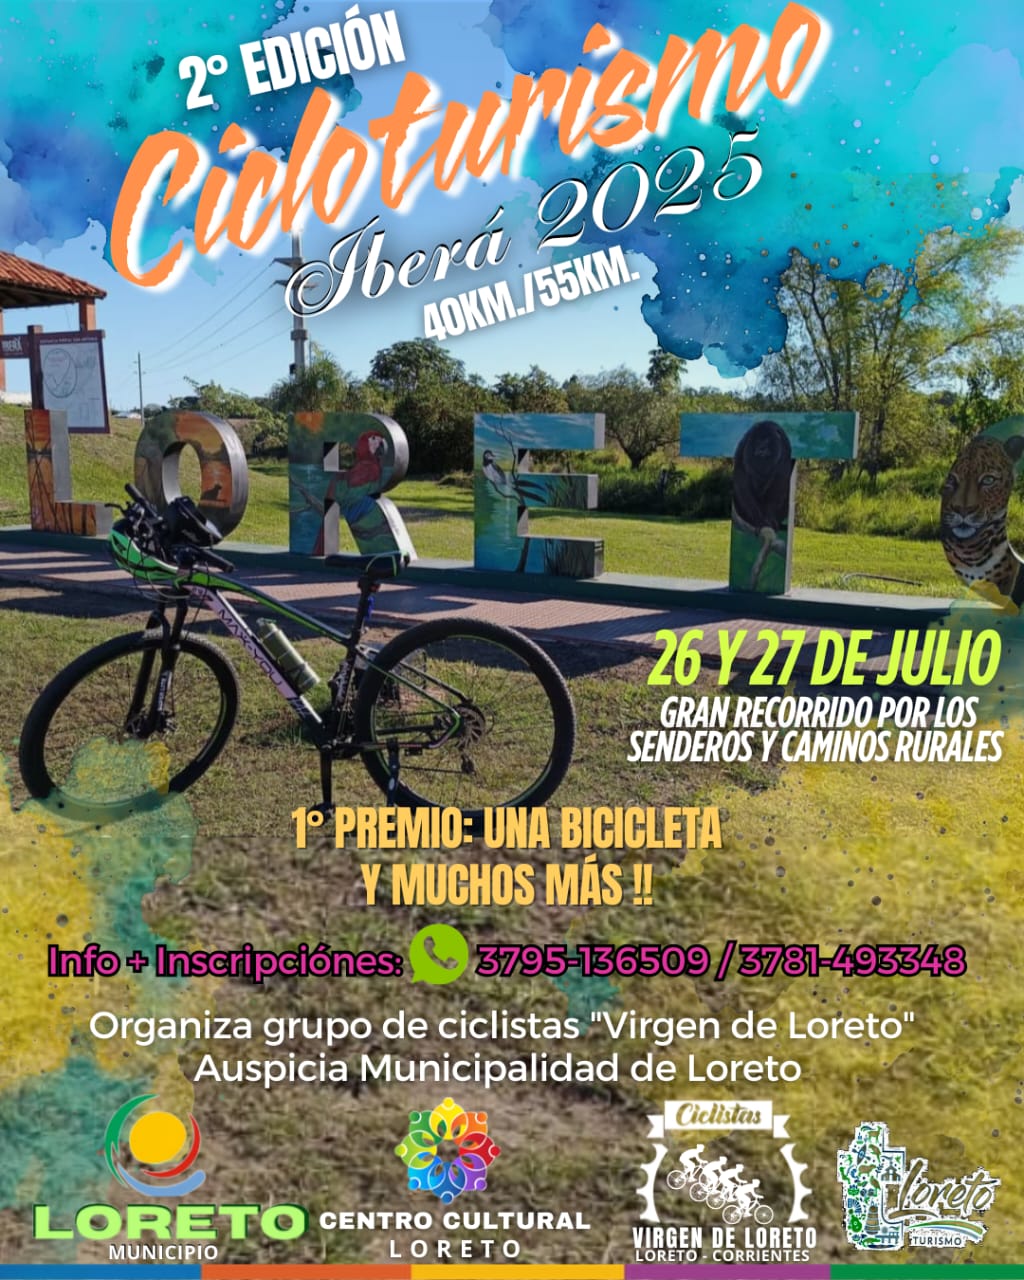 2° EDICIÓN
Cicloturismo
Iberá 2025
40KM./55KM.
LORETO
MARYOU
26 Y 27 DE JULIO
GRAN RECORRIDO POR LOS
SENDEROS Y CAMINOS RURALES
1° PREMIO: UNA BICICLETA
Y MUCHOS MÁS !!
Info + Inscripciónes: 3795-136509 / 3781-493348
Organiza grupo de ciclistas "Virgen de Loreto"
Auspicia Municipalidad de Loreto
LORETO
MUNICIPIO
CENTRO CULTURAL
LORETO
Ciclistas
VIRGEN DE LORETO
LORETO - CORRIENTES
Loreto
TURISMO